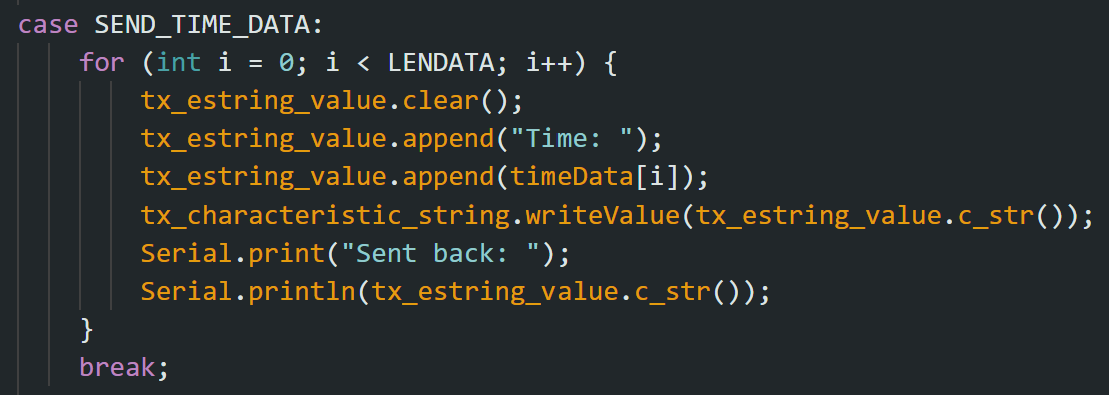 case SEND_TIME_DATA:
for (int i = 0; i < LENDATA; i++) {
tx_estring_value.clear();
tx_estring_value.append("Time: ");
tx_estring_value.append(timeData[i]);
tx_characteristic_string.writeValue(tx_estring_value.c_str());
Serial.print("Sent back: ");
Serial.println(tx_estring_value.c_str());
}
break;